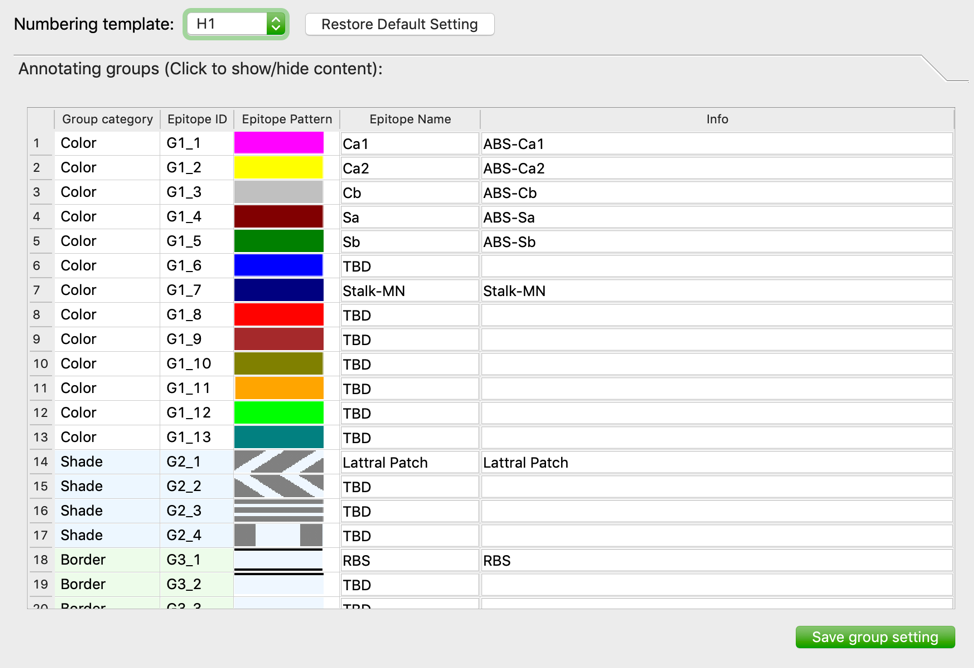 Numbering template: H1 Restore Default Setting
Annotating groups (Click to show/hide content):
Group category Epitope ID Epitope Pattern Epitope Name Info
1 Color G1_1 Ca1 ABS-Ca1
2 Color G1_2 Ca2 ABS-Ca2
3 Color G1_3 Cb ABS-Cb
4 Color G1_4 Sa ABS-Sa
5 Color G1_5 Sb ABS-Sb
6 Color G1_6 TBD
7 Color G1_7 Stalk-MN Stalk-MN
8 Color G1_8 TBD
9 Color G1_9 TBD
10 Color G1_10 TBD
11 Color G1_11 TBD
12 Color G1_12 TBD
13 Color G1_13 TBD
14 Shade G2_1 Lattral Patch Lattral Patch
15 Shade G2_2 TBD
16 Shade G2_3 TBD
17 Shade G2_4 TBD
18 Border G3_1 RBS RBS
19 Border G3_2 TBD
20 Border G3_3 TBD
Save group setting